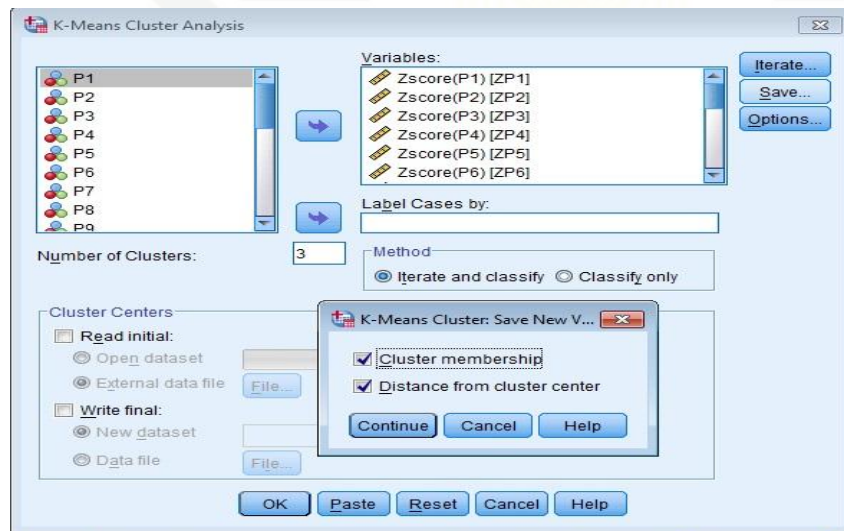 K-Means Cluster Analysis
P1
P2
P3
P4
P5
P6
P7
P8
P9
Variables:
Zscore(P1) [ZP1]
Zscore(P2) [ZP2]
Zscore(P3) [ZP3]
Zscore(P4) [ZP4]
Zscore(P5) [ZP5]
Zscore(P6) [ZP6]
Iterate...
Save...
Options...
Label Cases by:
Number of Clusters: 3
Method
Iterate and classify Classify only
Cluster Centers
Read initial:
Open dataset
External data file File...
Write final:
New dataset
Data file File...
K-Means Cluster: Save New V...
Cluster membership
Distance from cluster center
Continue Cancel Help
OK Paste Reset Cancel Help